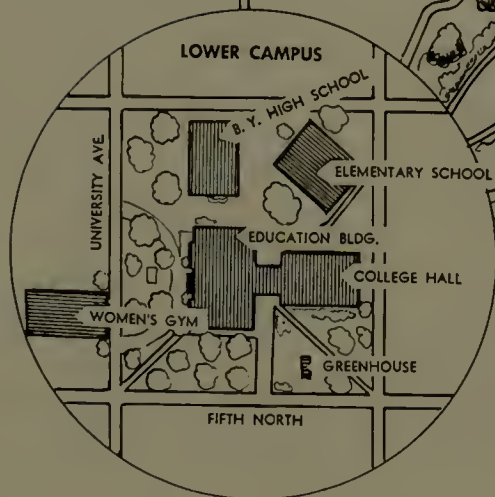 LOWER CAMPUS
B. Y. HIGH SCHOOL
ELEMENTARY SCHOOL
UNIVERSITY AVE.
EDUCATION BLDG.
COLLEGE HALL
WOMEN'S GYM
GREENHOUSE
FIFTH NORTH